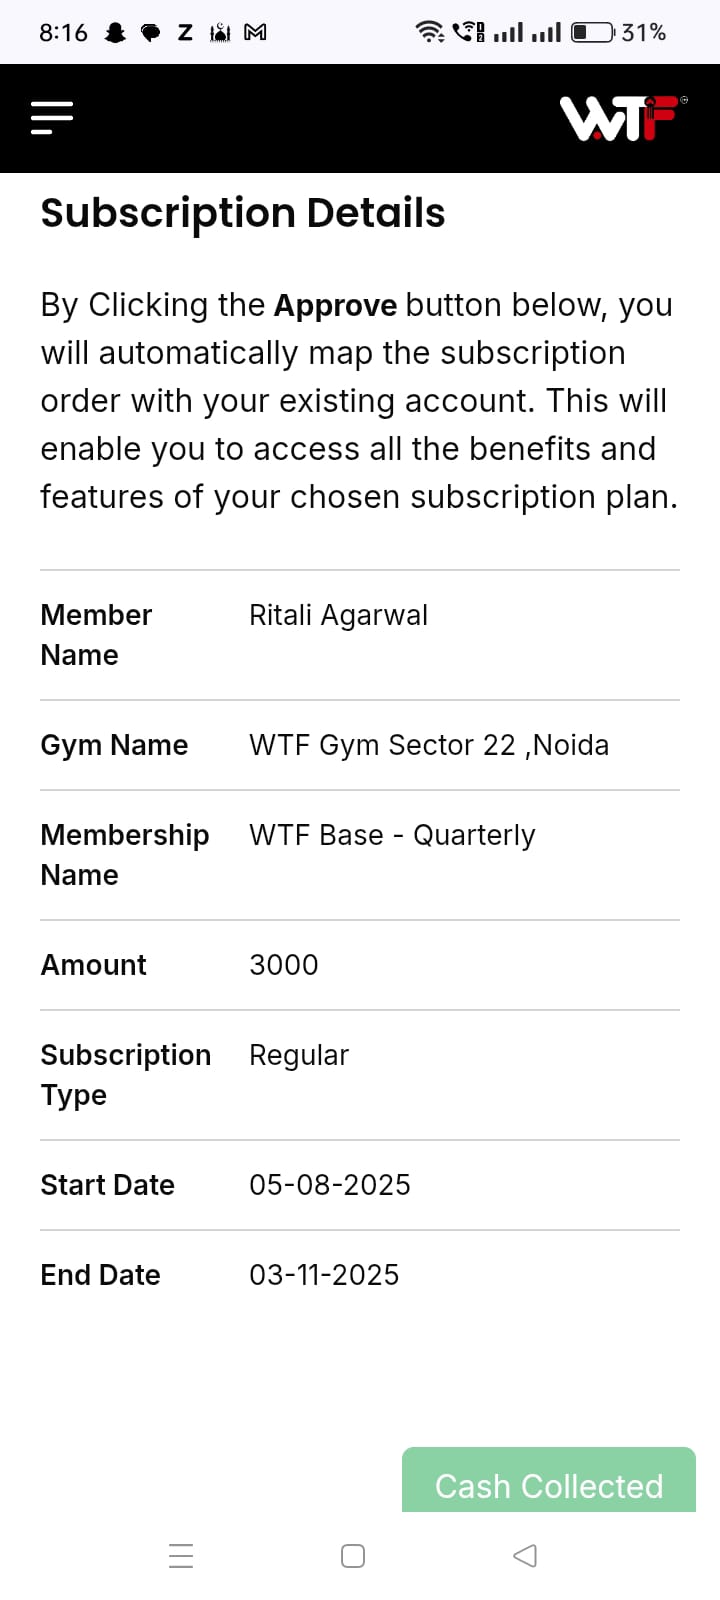 8:16 Z 31%
WTF
Subscription Details
By Clicking the Approve button below, you
will automatically map the subscription
order with your existing account. This will
enable you to access all the benefits and
features of your chosen subscription plan.
Member Name Ritali Agarwal
Gym Name WTF Gym Sector 22 ,Noida
Membership Name WTF Base - Quarterly
Amount 3000
Subscription Type Regular
Start Date 05-08-2025
End Date 03-11-2025
Cash Collected